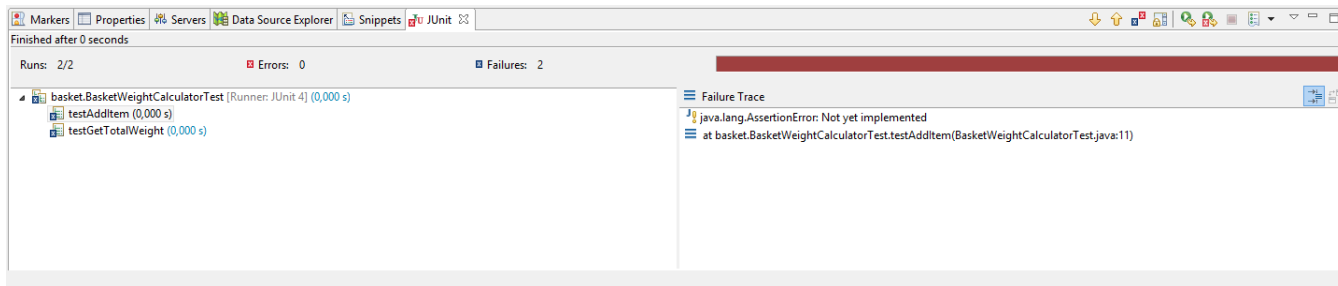 Markers Properties Servers Data Source Explorer Snippets JUnit
Finished after 0 seconds
Runs: 2/2 Errors: 0 Failures: 2
basket.BasketWeightCalculatorTest [Runner: JUnit 4] (0,000 s)
testAddItem (0,000 s)
testGetTotalWeight (0,000 s)
Failure Trace
java.lang.AssertionError: Not yet implemented
at basket.BasketWeightCalculatorTest.testAddItem(BasketWeightCalculatorTest.java:11)